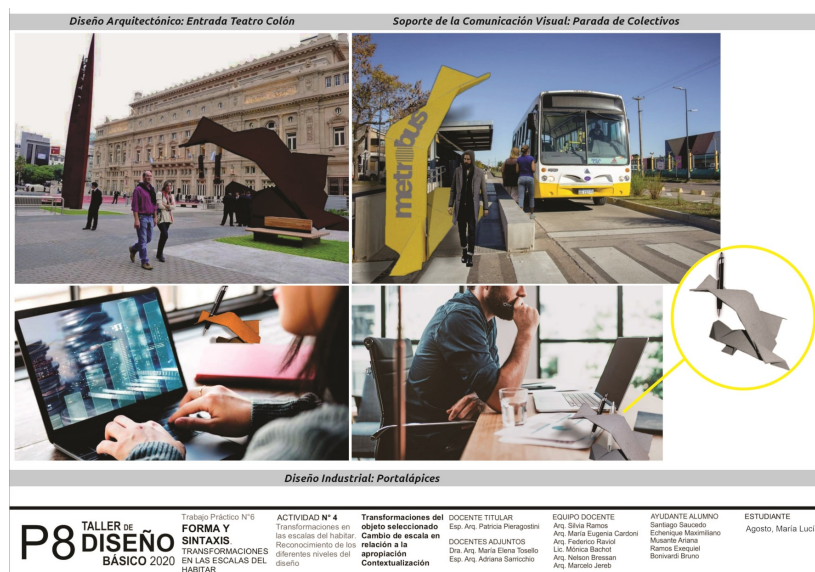 Diseño Arquitectónico: Entrada Teatro Colón
Soporte de la Comunicación Visual: Parada de Colectivos
metrobus
Diseño Industrial: Portalápices
P8
TALLER DE
DISEÑO
BÁSICO 2020
Trabajo Práctico N°6
FORMA Y
SINTAXIS.
TRANSFORMACIONES
EN LAS ESCALAS DEL
HABITAR
ACTIVIDAD N° 4
Transformaciones en
las escalas del habitar.
Reconocimiento de los
diferentes niveles del
diseño
Transformaciones del
objeto seleccionado
Cambio de escala en
relación a la
apropiación
Contextualización
DOCENTE TITULAR
Esp. Arq. Patricia Pieragostini
DOCENTES ADJUNTOS
Dra. Arq. María Elena Tosello
Esp. Arq. Adriana Sarricchio
EQUIPO DOCENTE
Arq. Silvia Ramos
Arq. María Eugenia Cardoni
Arq. Federico Raviol
Lic. Mónica Bachot
Arq. Nelson Bressan
Arq. Marcelo Jereb
AYUDANTE ALUMNO
Santiago Saucedo
Echenique Maximiliano
Musante Ariana
Ramos Exequiel
Bonivardi Bruno
ESTUDIANTE
Agosto, María Lucí